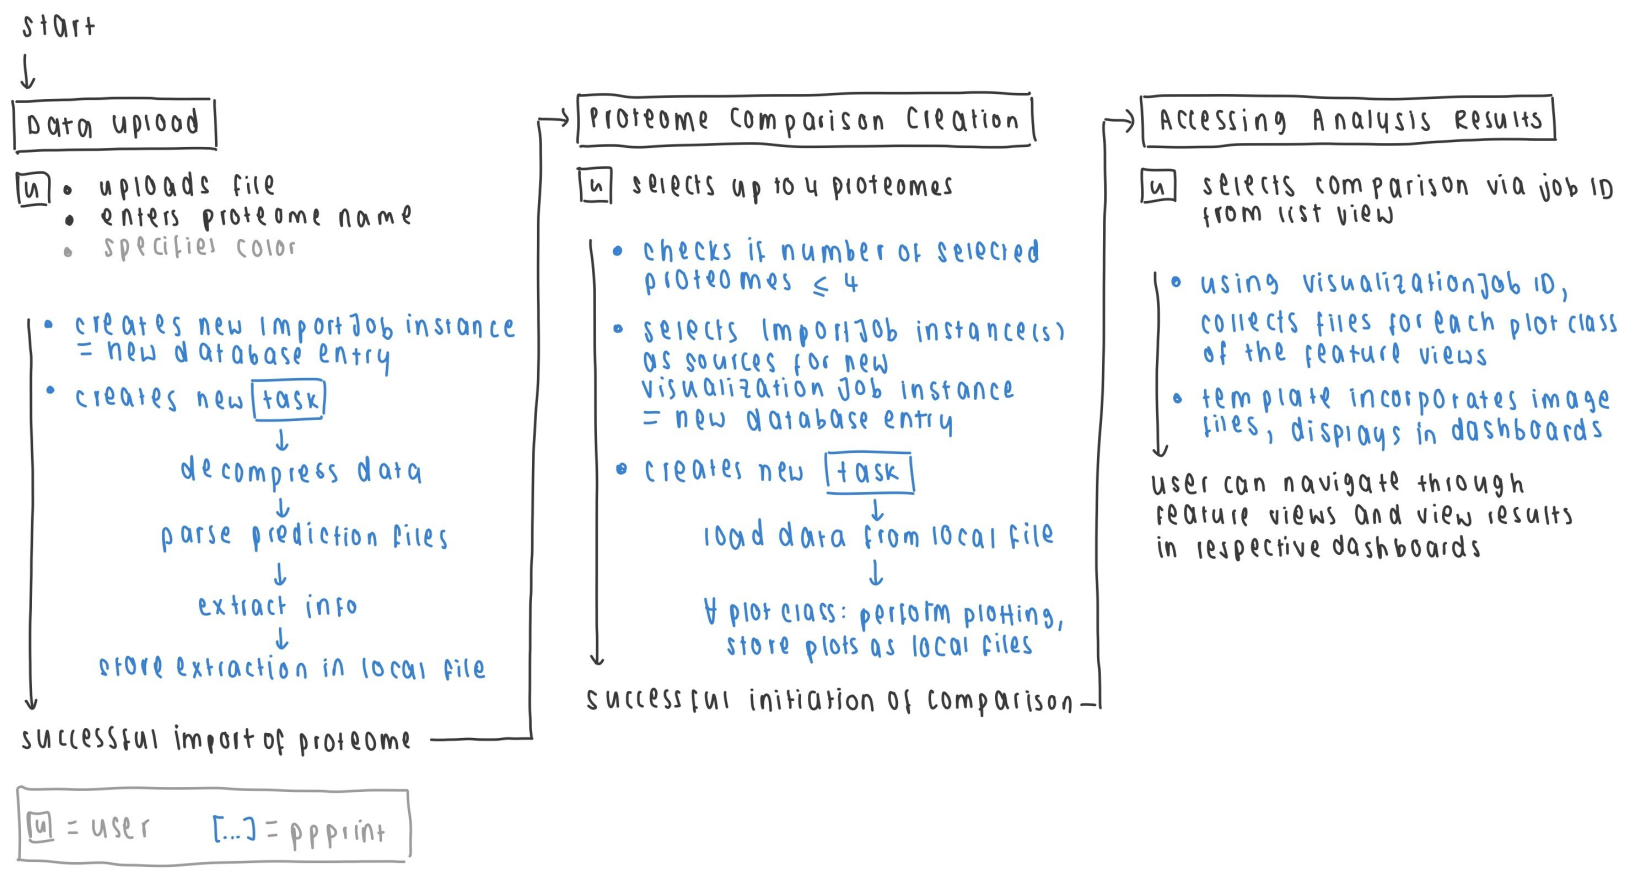 start
Data upload
u • uploads file
• enters proteome name
• specifies color
• creates new ImportJob instance
= new database entry
• creates new task
decompress data
parse prediction files
extract info
store extraction in local file
successful import of proteome
u = user [...] = ppprint
Proteome Comparison Creation
u selects up to 4 proteomes
• checks if number of selected
proteomes ≤ 4
• selects ImportJob instance(s)
as sources for new
visualization Job instance
= new database entry
• creates new task
load data from local file
∀ plot class: perform plotting,
store plots as local files
successful initiation of comparison
Accessing Analysis Results
u selects comparison via job ID
from list view
• using visualizationJob ID,
collects files for each plot class
of the feature views
• template incorporates image
files, displays in dashboards
user can navigate through
feature views and view results
in respective dashboards